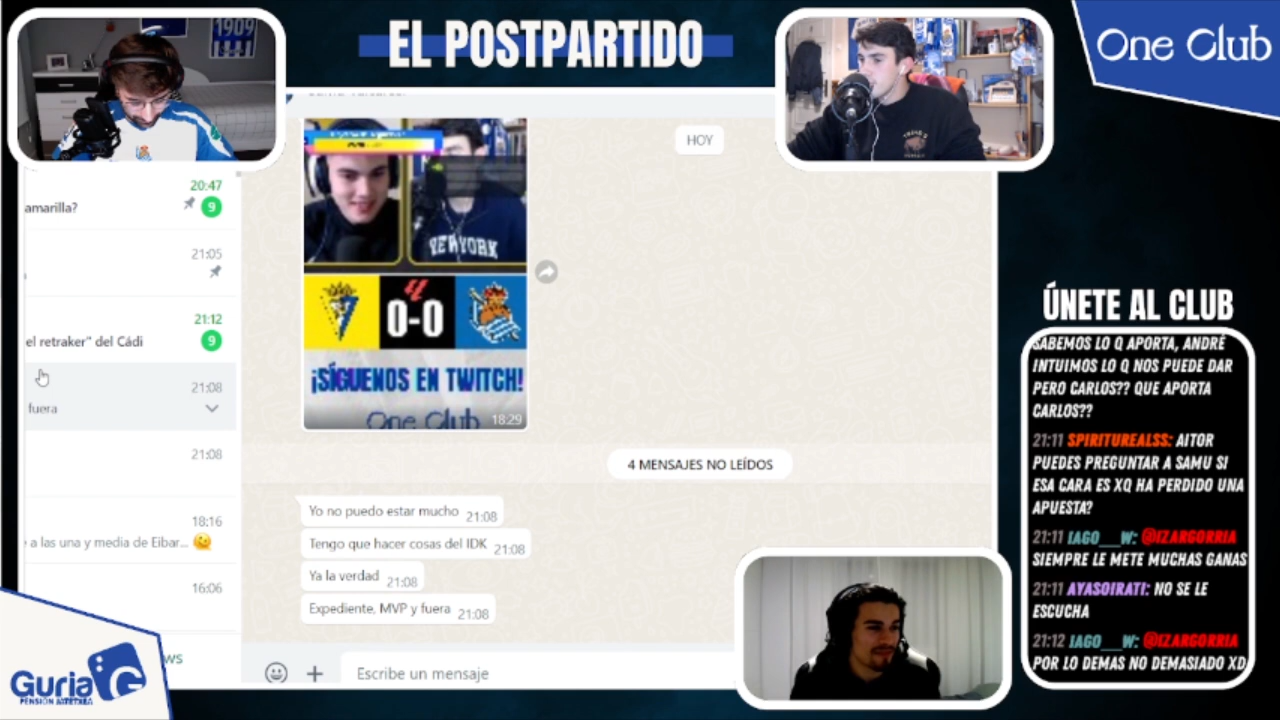 1909
EL POSTPARTIDO
One Club
20:47
amarilla?
9
21:05
21:12
el retraker" del Cádi
9
21:08
fuera
21:08
18:16
a las una y media de Eibar...
16:06
ws
Guria
PENSIÓN
HOY
NEW YORK
0-0
¡SÍGUENOS EN TWITCH!
One Club
18:29
4 MENSAJES NO LEÍDOS
Yo no puedo estar mucho 21:08
Tengo que hacer cosas del IDK 21:08
Ya la verdad 21:08
Expediente, MVP y fuera 21:08
Escribe un mensaje
ÚNETE AL CLUB
SABEMOS LO Q APORTA, ANDRÉ
INTUIMOS LO Q NOS PUEDE DAR
PERO CARLOS?? QUE APORTA
CARLOS??
21:11 SPIRITUREALSS: AITOR
PUEDES PREGUNTAR A SAMU SI
ESA CARA ES XQ HA PERDIDO UNA
APUESTA?
21:11 IAGO__W: @IZARGORRIA
SIEMPRE LE METE MUCHAS GANAS
21:11 AYASOIRATI: NO SE LE
ESCUCHA
21:12 IAGO__W: @IZARGORRIA
POR LO DEMAS NO DEMASIADO XD